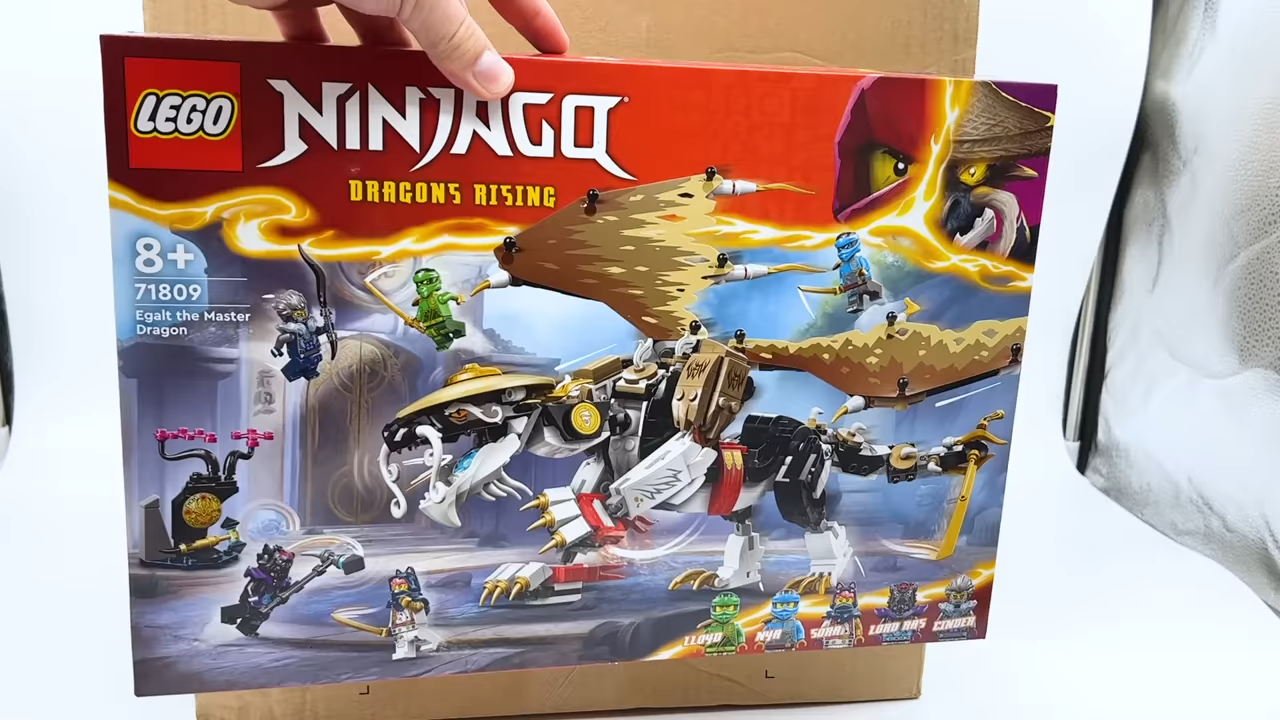 LEGO
NINJAGO
DRAGONS RISING
8+
71809
Egalt the Master
Dragon
LLOYD NYA SORA LORD RAS CINDER